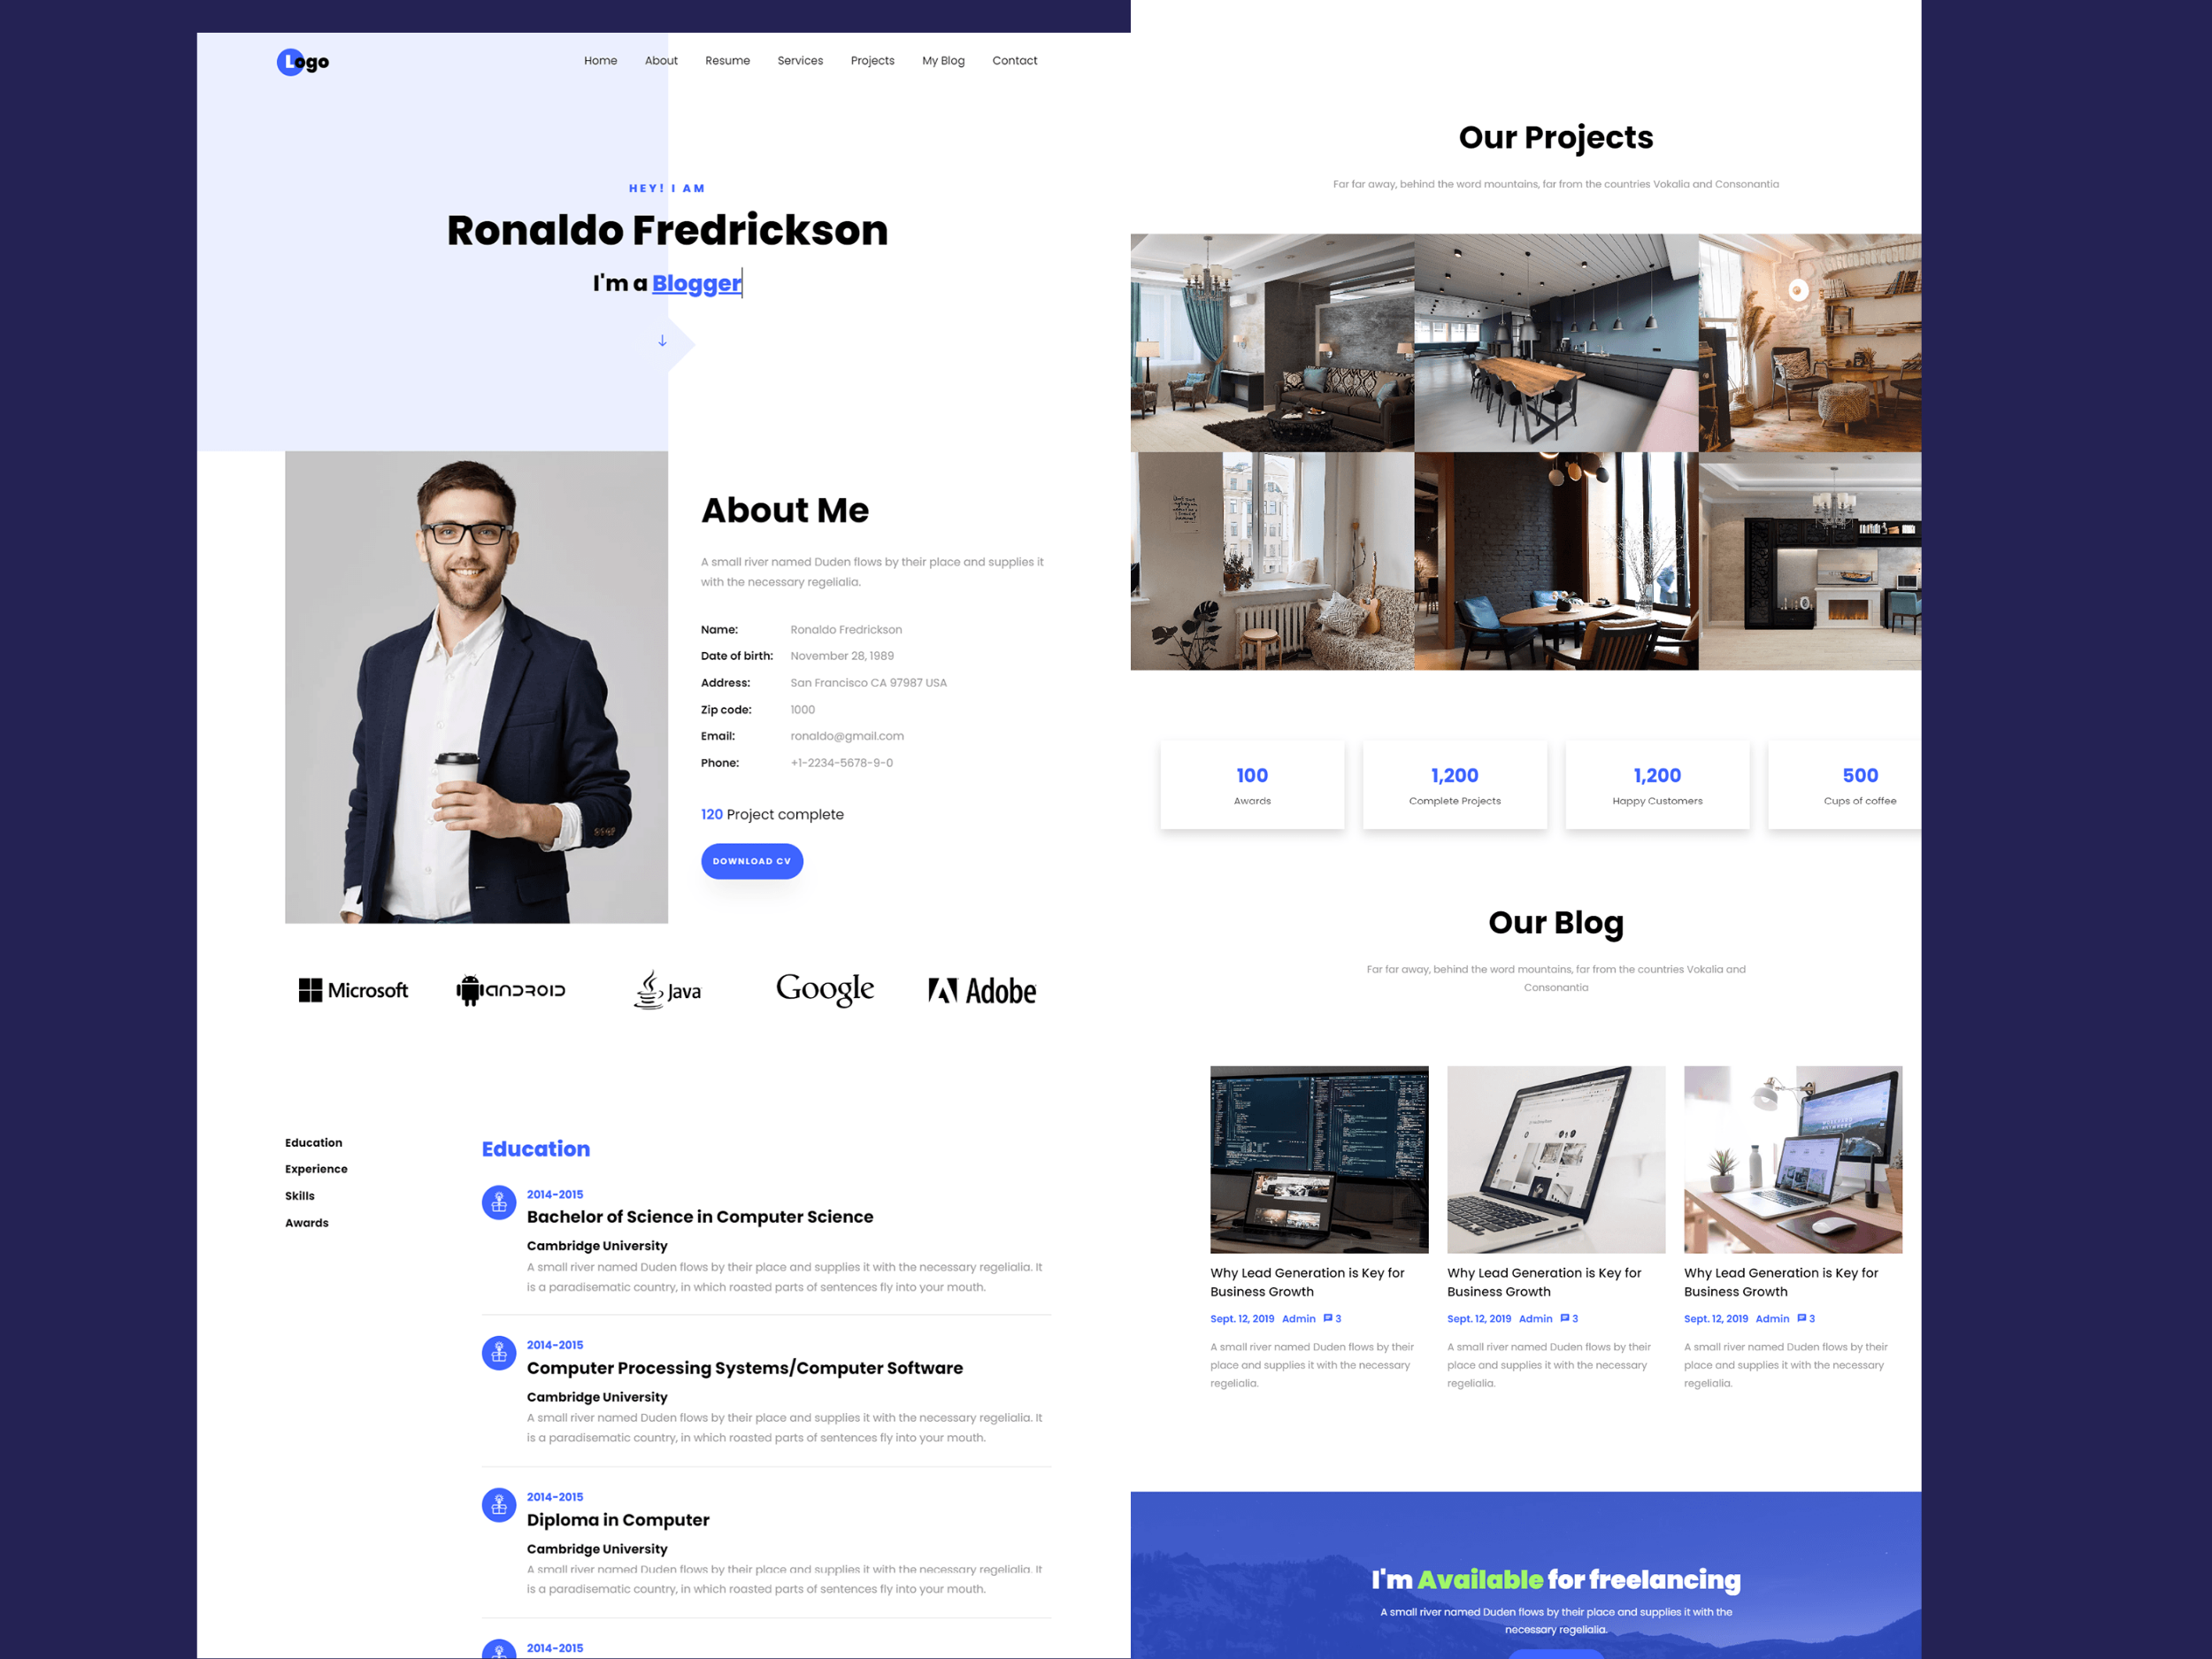 Logo
Home About Resume Services Projects My Blog Contact
HEY! I AM
Ronaldo Fredrickson
I'm a Blogger
About Me
A small river named Duden flows by their place and supplies it
with the necessary regelialia.
Name: Ronaldo Fredrickson
Date of birth: November 28, 1989
Address: San Francisco CA 97987 USA
Zip code: 1000
Email: ronaldo@gmail.com
Phone: +1-2234-5678-9-0
120 Project complete
DOWNLOAD CV
Microsoft ANDROID Java Google Adobe
Education
Experience
Skills
Awards
Education
2014-2015
Bachelor of Science in Computer Science
Cambridge University
A small river named Duden flows by their place and supplies it with the necessary regelialia. It
is a paradisematic country, in which roasted parts of sentences fly into your mouth.
2014-2015
Computer Processing Systems/Computer Software
Cambridge University
A small river named Duden flows by their place and supplies it with the necessary regelialia. It
is a paradisematic country, in which roasted parts of sentences fly into your mouth.
2014-2015
Diploma in Computer
Cambridge University
A small river named Duden flows by their place and supplies it with the necessary regelialia. It
is a paradisematic country, in which roasted parts of sentences fly into your mouth.
2014-2015
Our Projects
Far far away, behind the word mountains, far from the countries Vokalia and Consonantia
100
Awards
1,200
Complete Projects
1,200
Happy Customers
500
Cups of coffee
Our Blog
Far far away, behind the word mountains, far from the countries Vokalia and
Consonantia
Why Lead Generation is Key for
Business Growth
Sept. 12, 2019 Admin 3
A small river named Duden flows by their
place and supplies it with the necessary
regelialia.
Why Lead Generation is Key for
Business Growth
Sept. 12, 2019 Admin 3
A small river named Duden flows by their
place and supplies it with the necessary
regelialia.
Why Lead Generation is Key for
Business Growth
Sept. 12, 2019 Admin 3
A small river named Duden flows by their
place and supplies it with the necessary
regelialia.
I'm Available for freelancing
A small river named Duden flows by their place and supplies it with the
necessary regelialia.